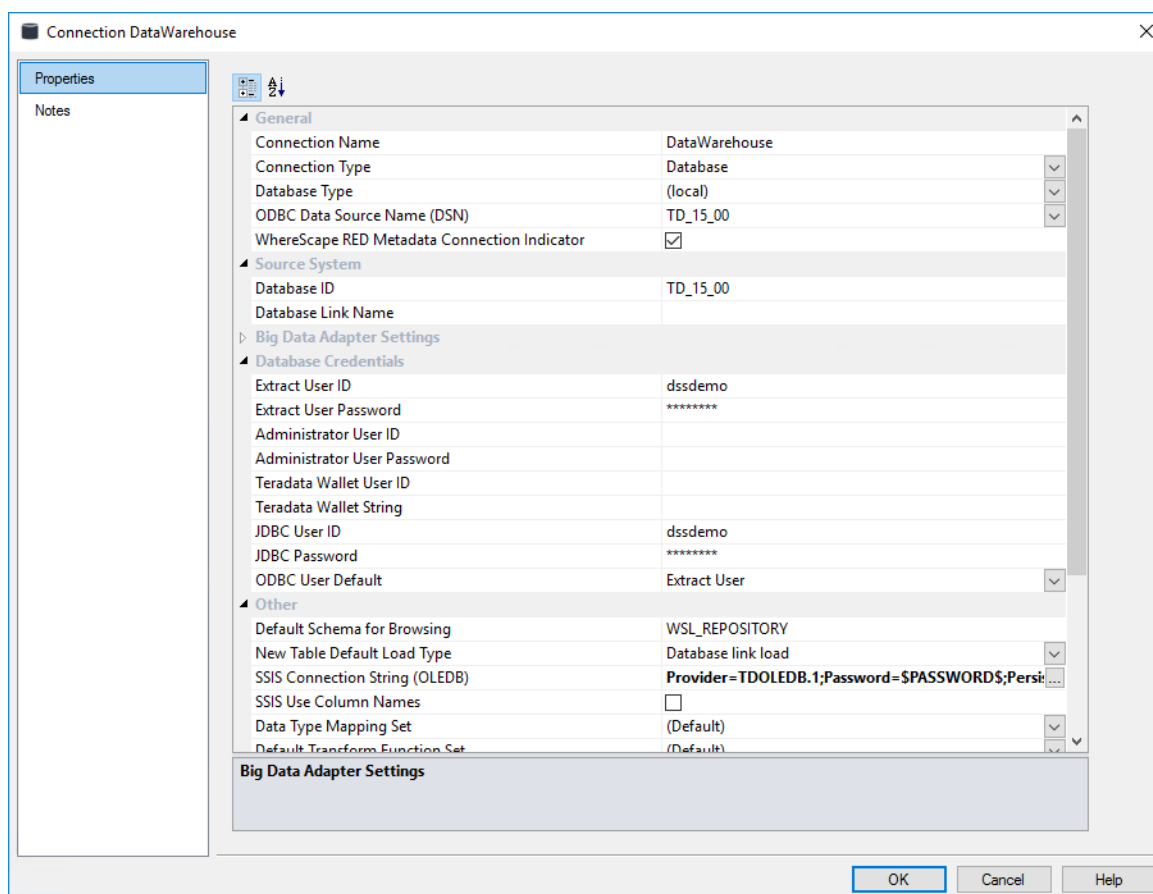 Connection DataWarehouse
Properties
Notes
General
Connection Name DataWarehouse
Connection Type Database
Database Type (local)
ODBC Data Source Name (DSN) TD_15_00
WhereScape RED Metadata Connection Indicator
Source System
Database ID TD_15_00
Database Link Name
Big Data Adapter Settings
Database Credentials
Extract User ID dssdemo
Extract User Password ********
Administrator User ID
Administrator User Password
Teradata Wallet User ID
Teradata Wallet String
JDBC User ID dssdemo
JDBC Password ********
ODBC User Default Extract User
Other
Default Schema for Browsing WSL_REPOSITORY
New Table Default Load Type Database link load
SSIS Connection String (OLEDB) Provider=TDOLEDB.1;Password=$PASSWORD$;Persis ...
SSIS Use Column Names
Data Type Mapping Set (Default)
Default Transform Function Set (Default)
Big Data Adapter Settings
OK Cancel Help